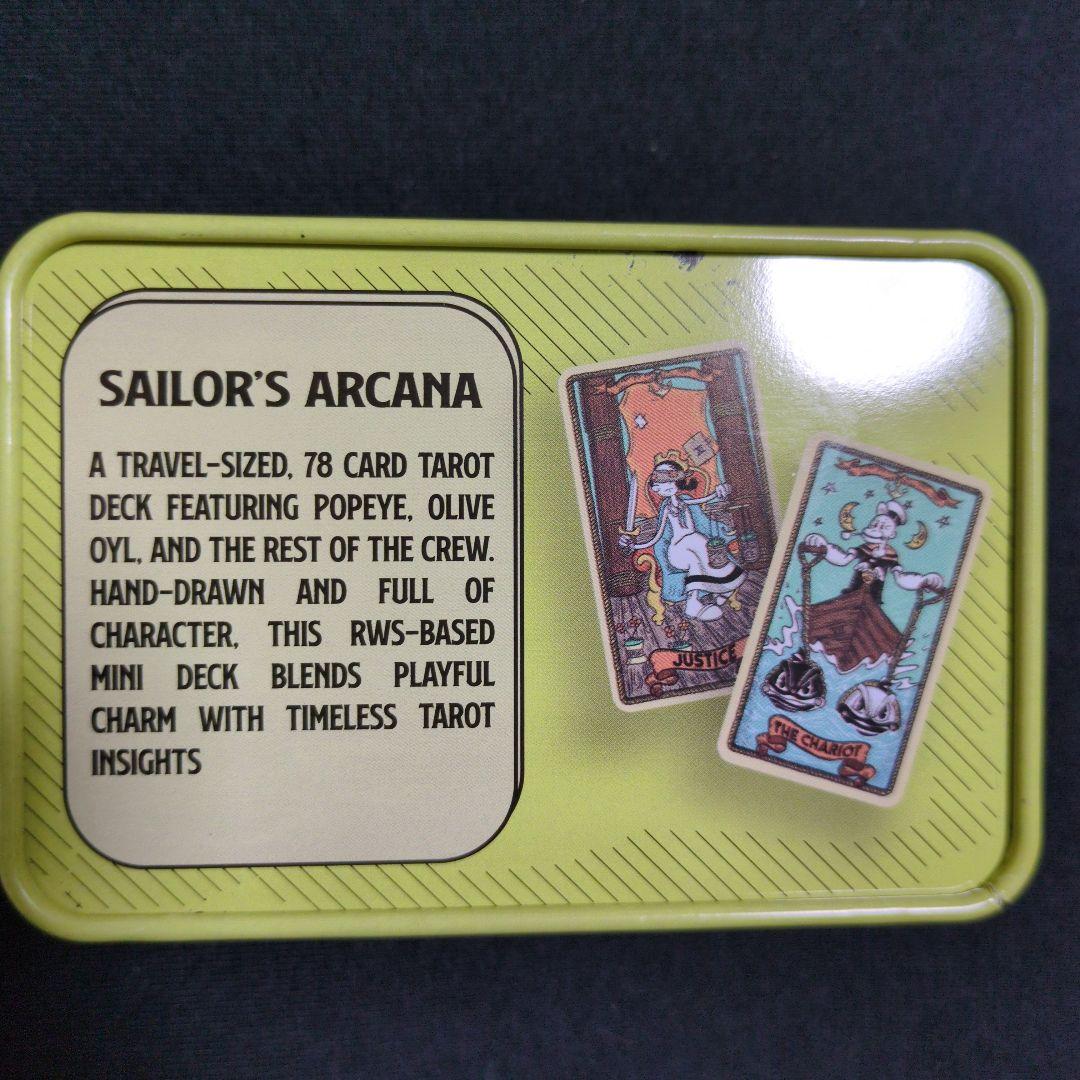 SAILOR'S ARCANA
A TRAVEL-SIZED, 78 CARD TAROT
DECK FEATURING POPEYE, OLIVE
OYL, AND THE REST OF THE CREW.
HAND-DRAWN AND FULL OF
CHARACTER, THIS RWS-BASED
MINI DECK BLENDS PLAYFUL
CHARM WITH TIMELESS TAROT
INSIGHTS
JUSTICE
THE CHARIOT